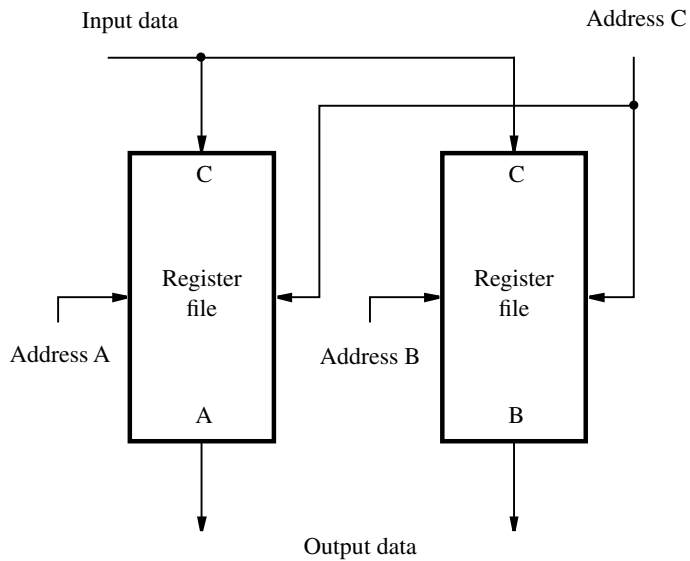 Input data
Address C
C
C
Register
file
Register
file
Address A
Address B
A
B
Output data